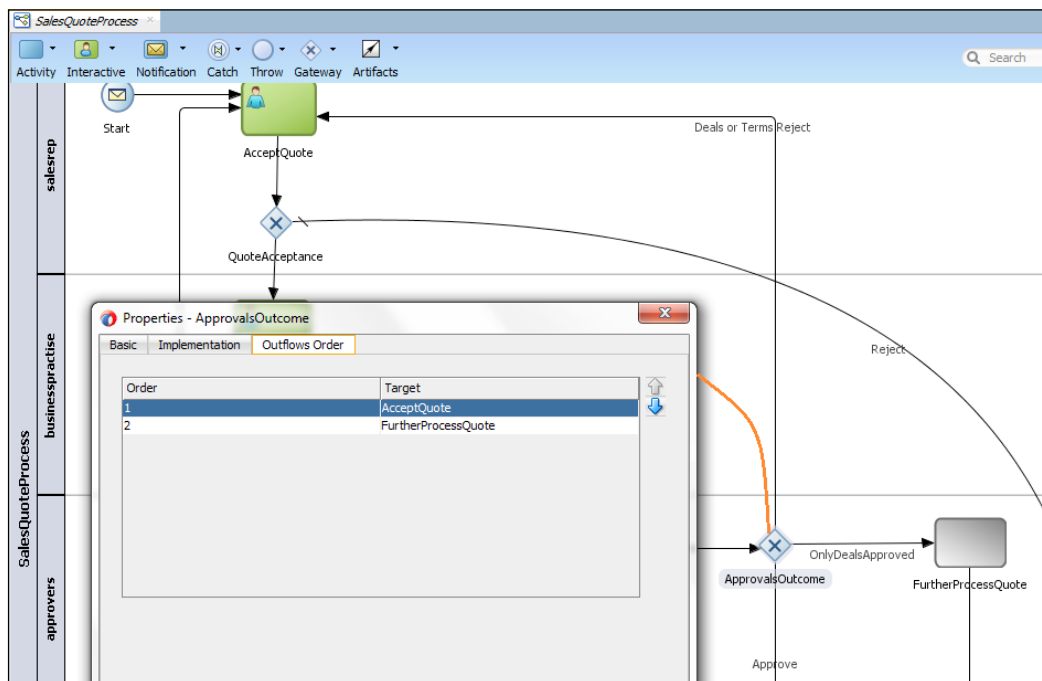 SalesQuoteProcess
Activity Interactive Notification Catch Throw Gateway Artifacts
Search
Start
AcceptQuote
Deals or Terms Reject
salesrep
QuoteAcceptance
Properties - ApprovalsOutcome
Basic Implementation Outflows Order
Order Target
1 AcceptQuote
2 FurtherProcessQuote
Reject
businesspractise
SalesQuoteProcess
approvers
OnlyDealsApproved
ApprovalsOutcome
FurtherProcessQuote
Approve